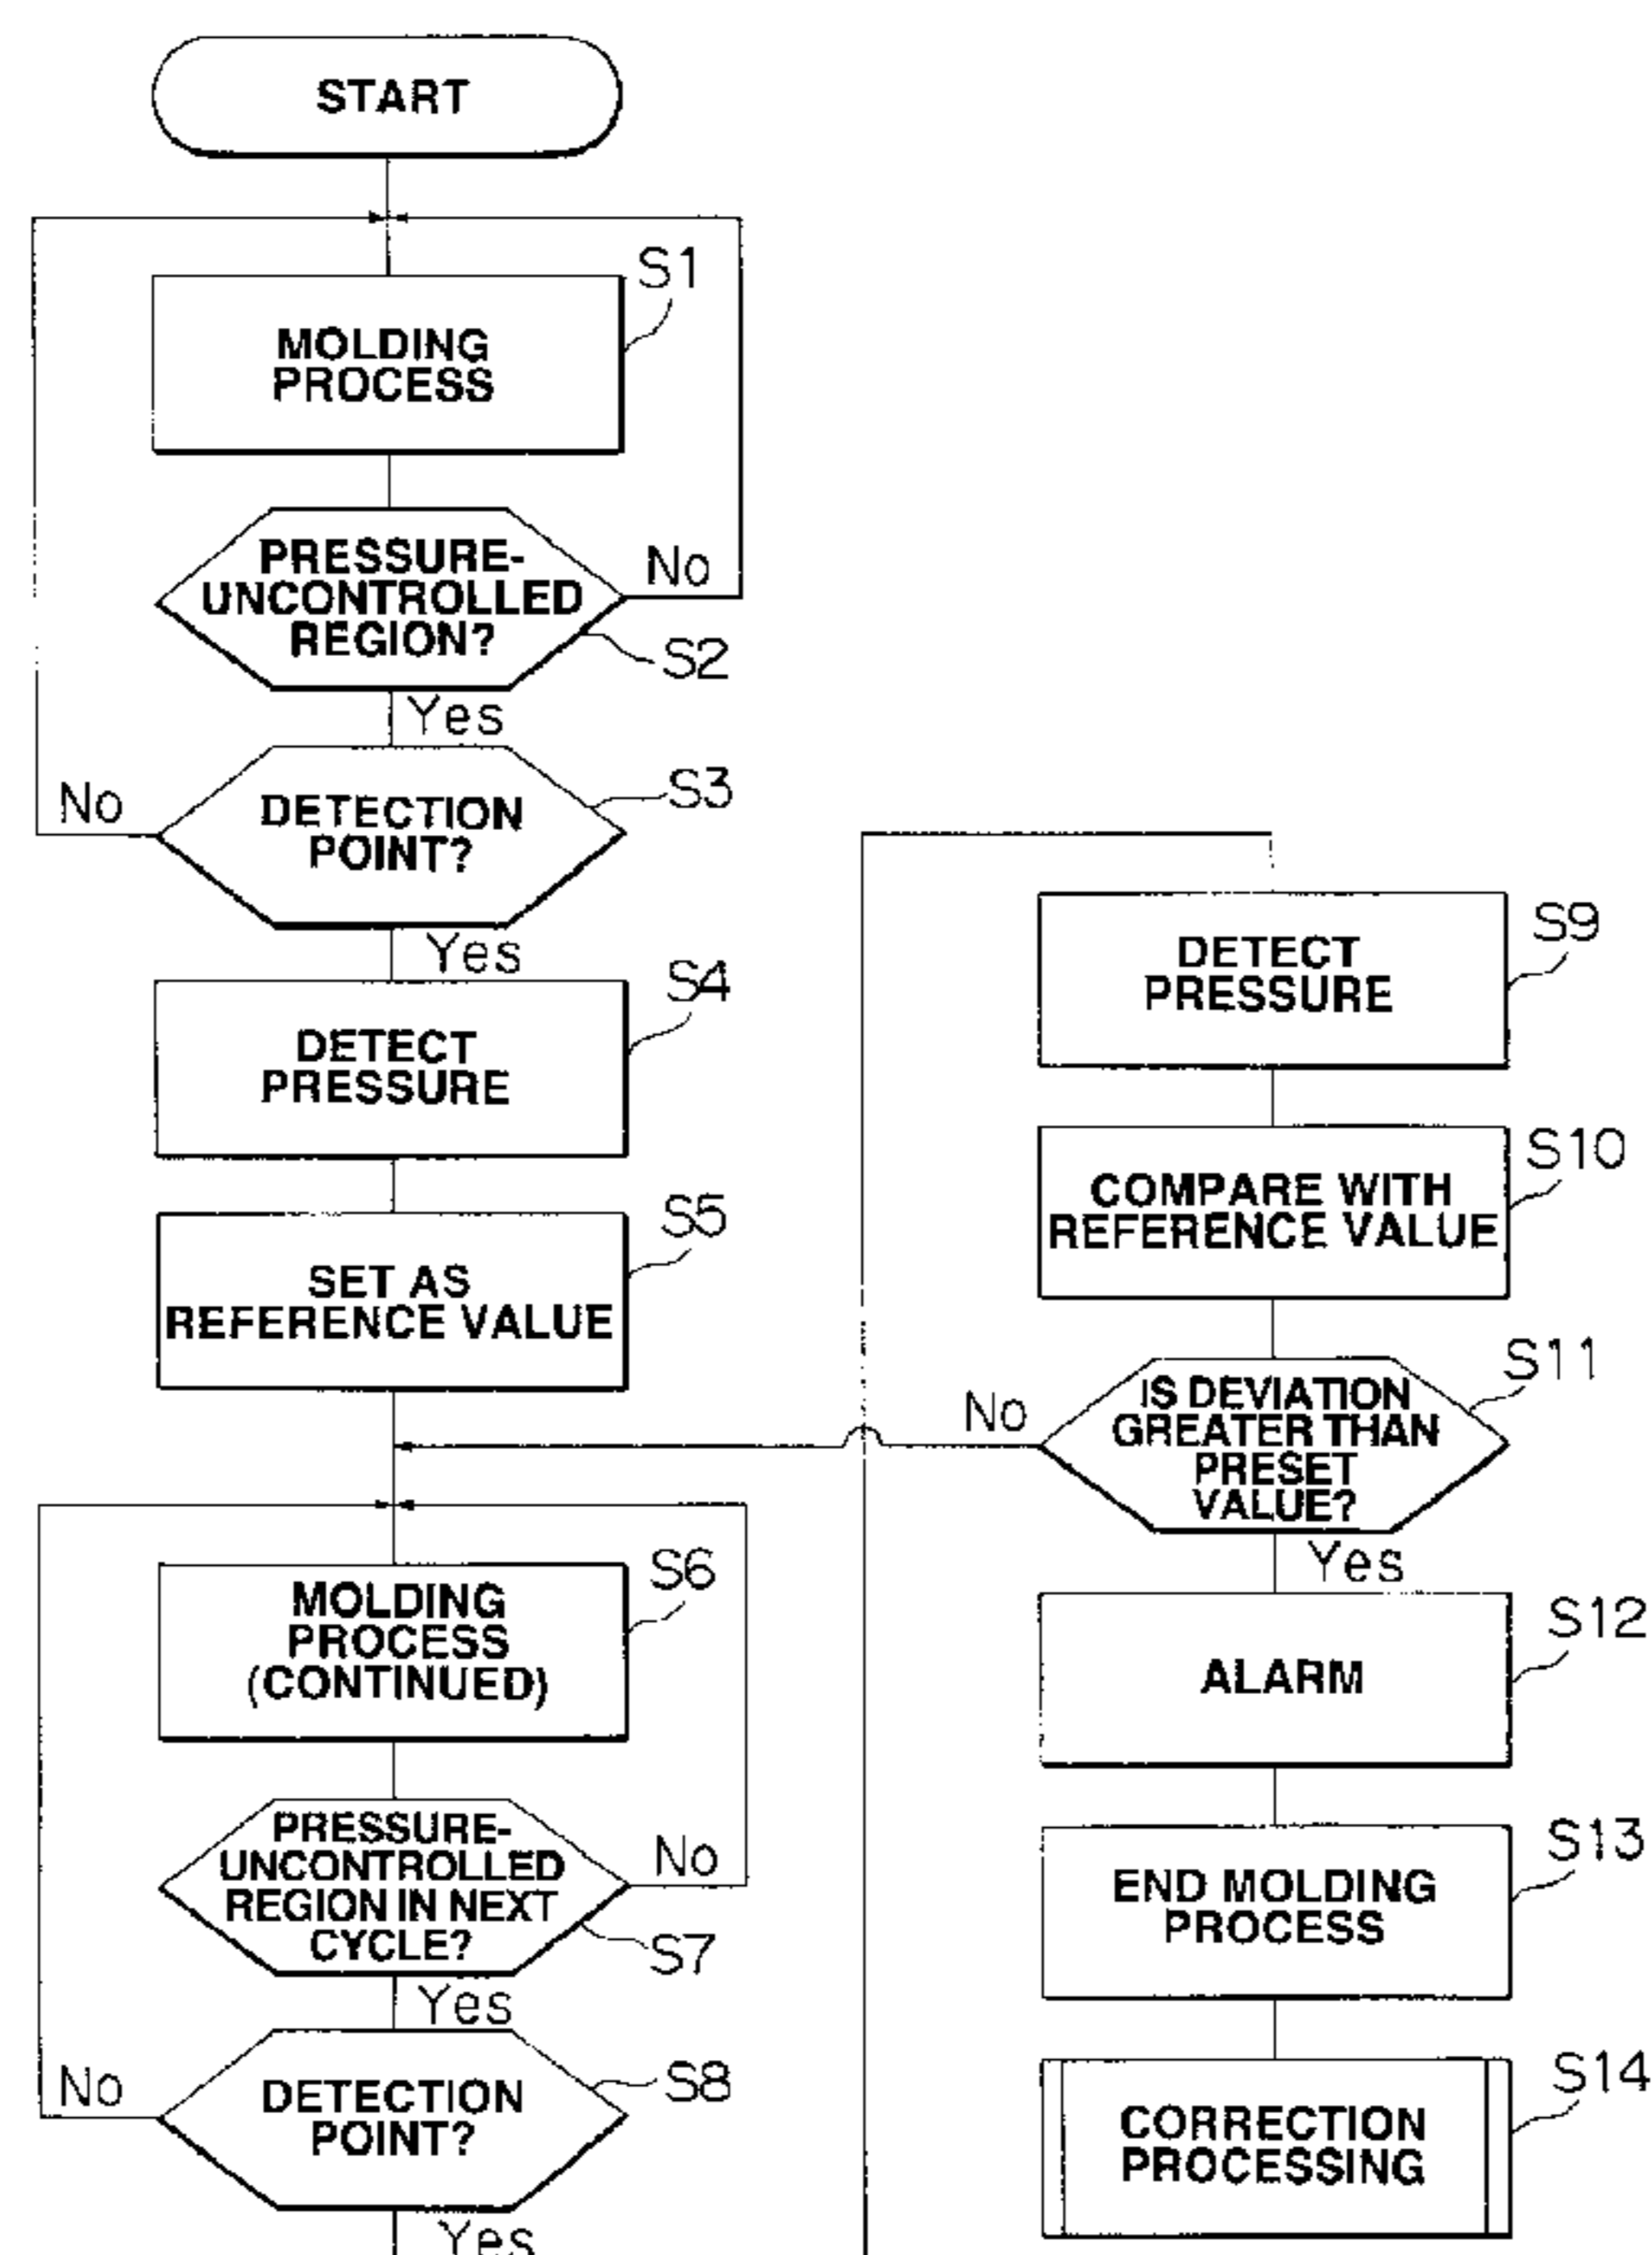 START
S1
MOLDING
PROCESS
PRESSURE-
UNCONTROLLED
REGION?
No
S2
Yes
DETECTION
POINT?
No
S3
Yes
S4
DETECT
PRESSURE
S5
SET AS
REFERENCE VALUE
S6
MOLDING
PROCESS
(CONTINUED)
PRESSURE-
UNCONTROLLED
REGION IN NEXT
CYCLE?
No
S7
Yes
DETECTION
POINT?
No
S8
Yes
S9
DETECT
PRESSURE
S10
COMPARE WITH
REFERENCE VALUE
S11
IS DEVIATION
GREATER THAN
PRESET
VALUE?
No
Yes
S12
ALARM
S13
END MOLDING
PROCESS
S14
CORRECTION
PROCESSING